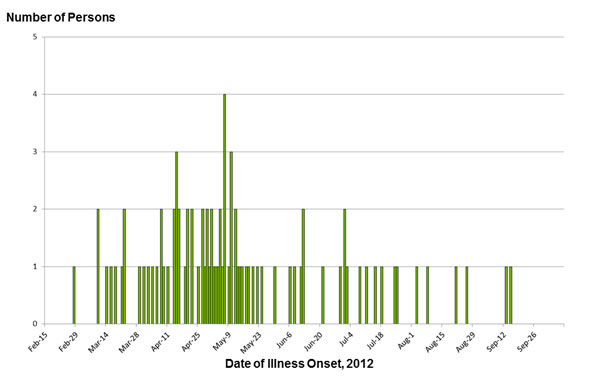 Number of Persons
5
4
3
2
1
0
Feb-15 Feb-29 Mar-14 Mar-28 Apr-11 Apr-25 May-9 May-23 Jun-6 Jun-20 Jul-4 Jul-18 Aug-1 Aug-15 Aug-29 Sep-12 Sep-26
Date of Illness Onset, 2012